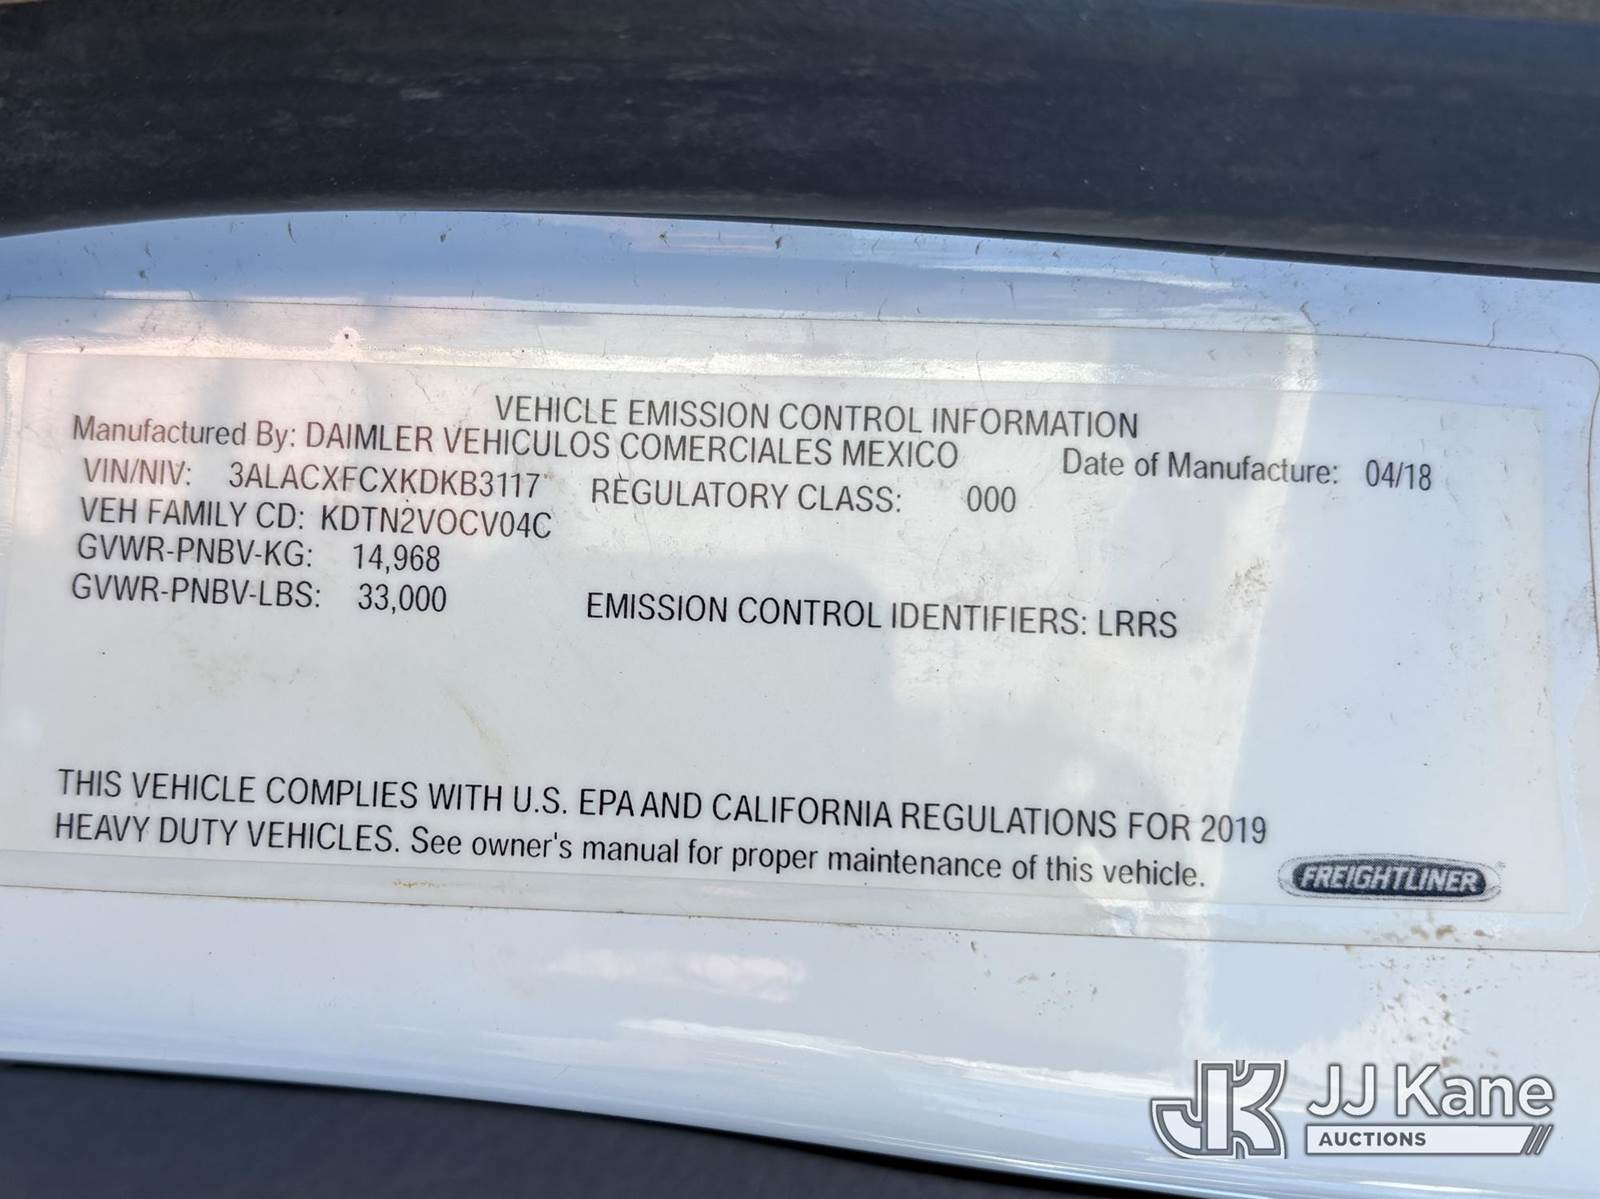 VEHICLE EMISSION CONTROL INFORMATION
Manufactured By: DAIMLER VEHICULOS COMERCIALES MEXICO
Date of Manufacture: 04/18
VIN/NIV: 3ALACXFCXKDKB3117
REGULATORY CLASS: 000
VEH FAMILY CD: KDTN2VOCV04C
GVWR-PNBV-KG: 14,968
GVWR-PNBV-LBS: 33,000
EMISSION CONTROL IDENTIFIERS: LRRS
THIS VEHICLE COMPLIES WITH U.S. EPA AND CALIFORNIA REGULATIONS FOR 2019
HEAVY DUTY VEHICLES. See owner's manual for proper maintenance of this vehicle.
FREIGHTLINER
JK JJ Kane
AUCTIONS